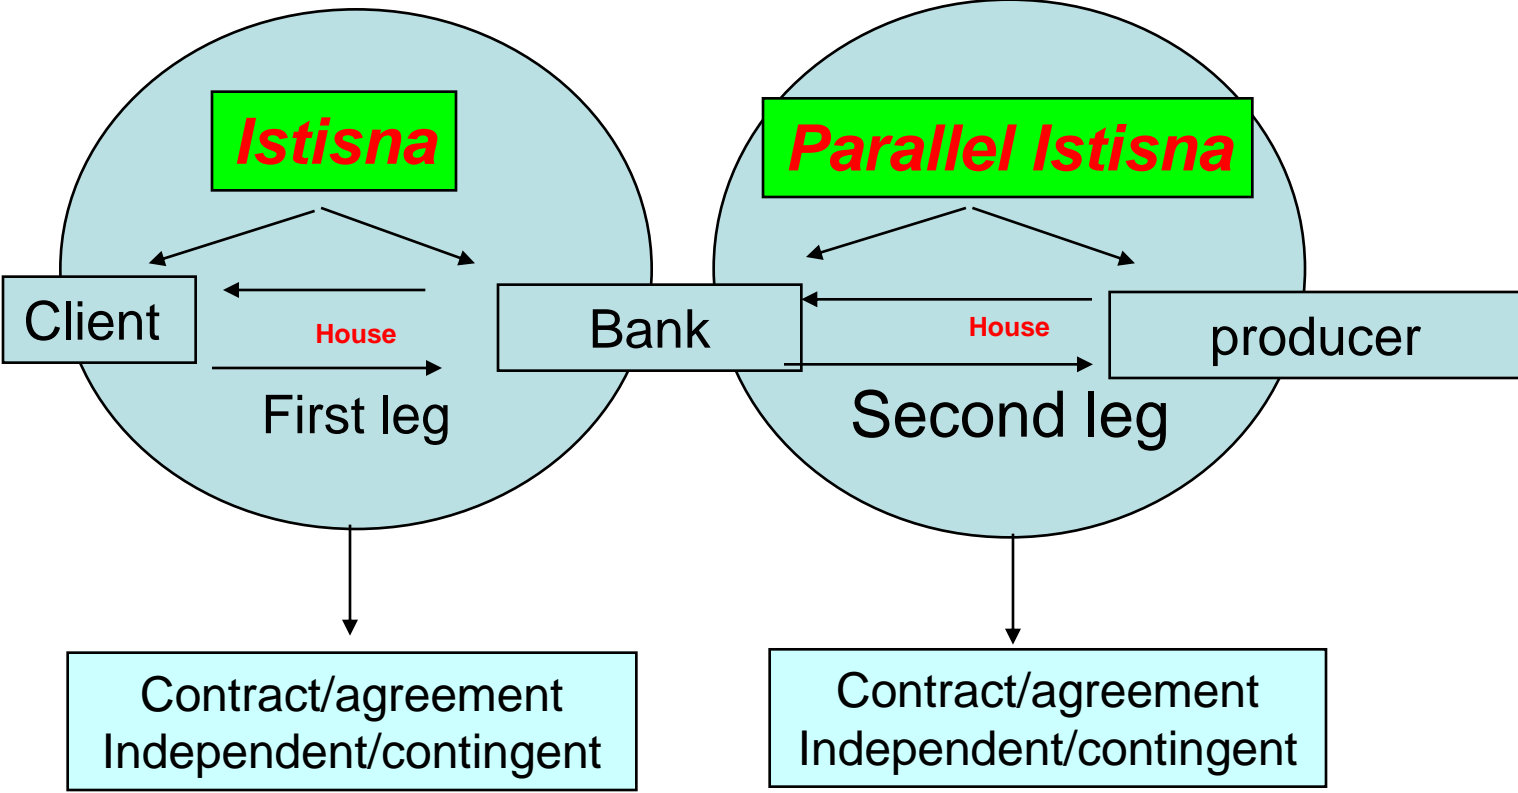 Istisna
Parallel Istisna
Client
House
Bank
House
producer
First leg
Second leg
Contract/agreement
Independent/contingent
Contract/agreement
Independent/contingent